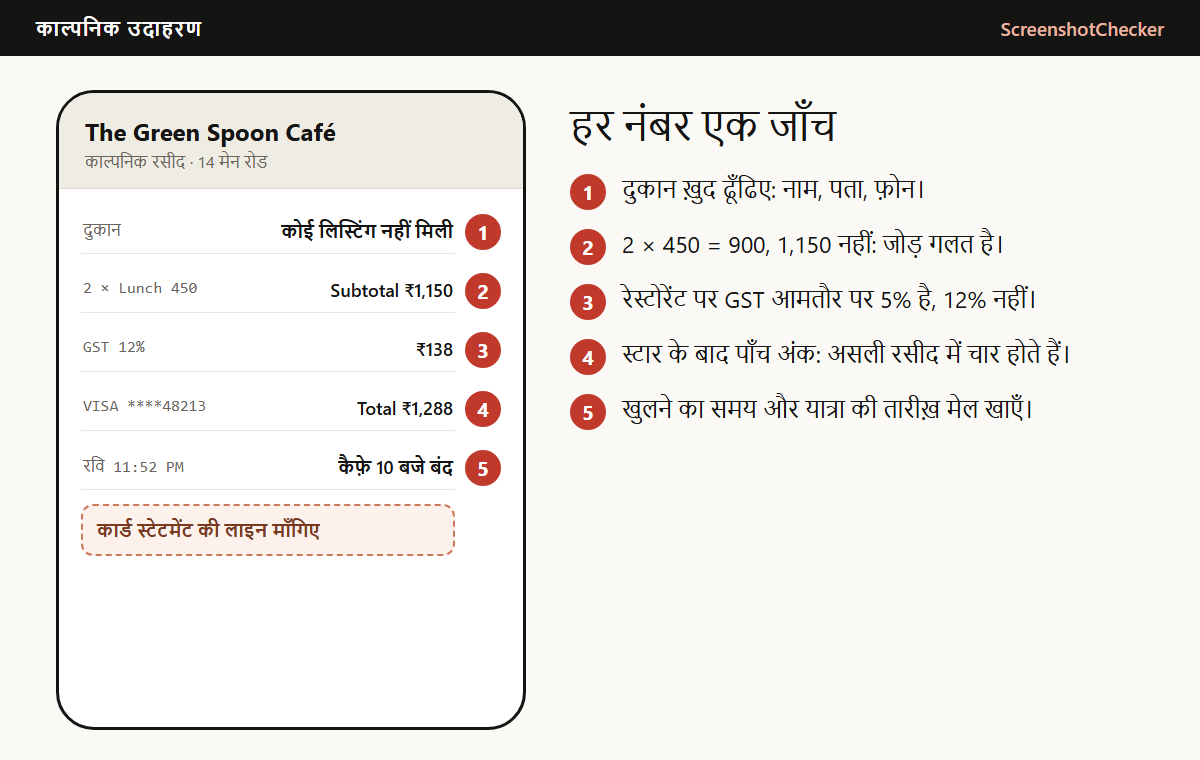 काल्पनिक उदाहरण
ScreenshotChecker
The Green Spoon Café
काल्पनिक रसीद · 14 मेन रोड
दुकान कोई लिस्टिंग नहीं मिली 1
2 × Lunch 450 Subtotal ₹1,150 2
GST 12% ₹138 3
VISA ****48213 Total ₹1,288 4
रवि 11:52 PM कैफ़े 10 बजे बंद 5
कार्ड स्टेटमेंट की लाइन माँगिए
हर नंबर एक जाँच
1 दुकान ख़ुद ढूँढिए: नाम, पता, फ़ोन।
2 2 × 450 = 900, 1,150 नहीं: जोड़ गलत है।
3 रेस्टोरेंट पर GST आमतौर पर 5% है, 12% नहीं।
4 स्टार के बाद पाँच अंक: असली रसीद में चार होते हैं।
5 खुलने का समय और यात्रा की तारीख़ मेल खाएँ।